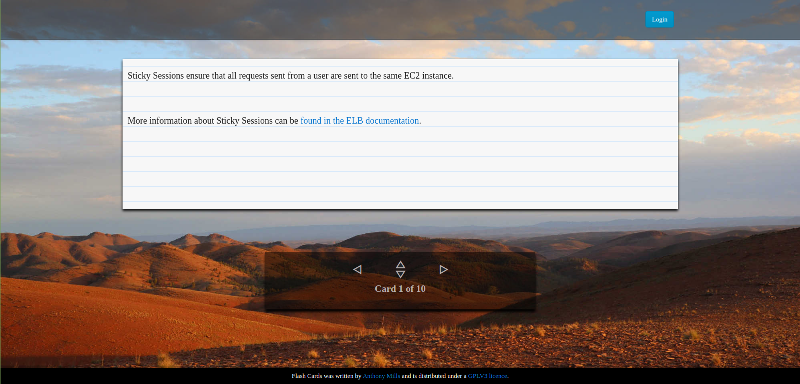 Login
Sticky Sessions ensure that all requests sent from a user are sent to the same EC2 instance.
More information about Sticky Sessions can be found in the ELB documentation.
Card 1 of 10
Flash Cards was written by Anthony Mills and is distributed under a GPLV3 licence.